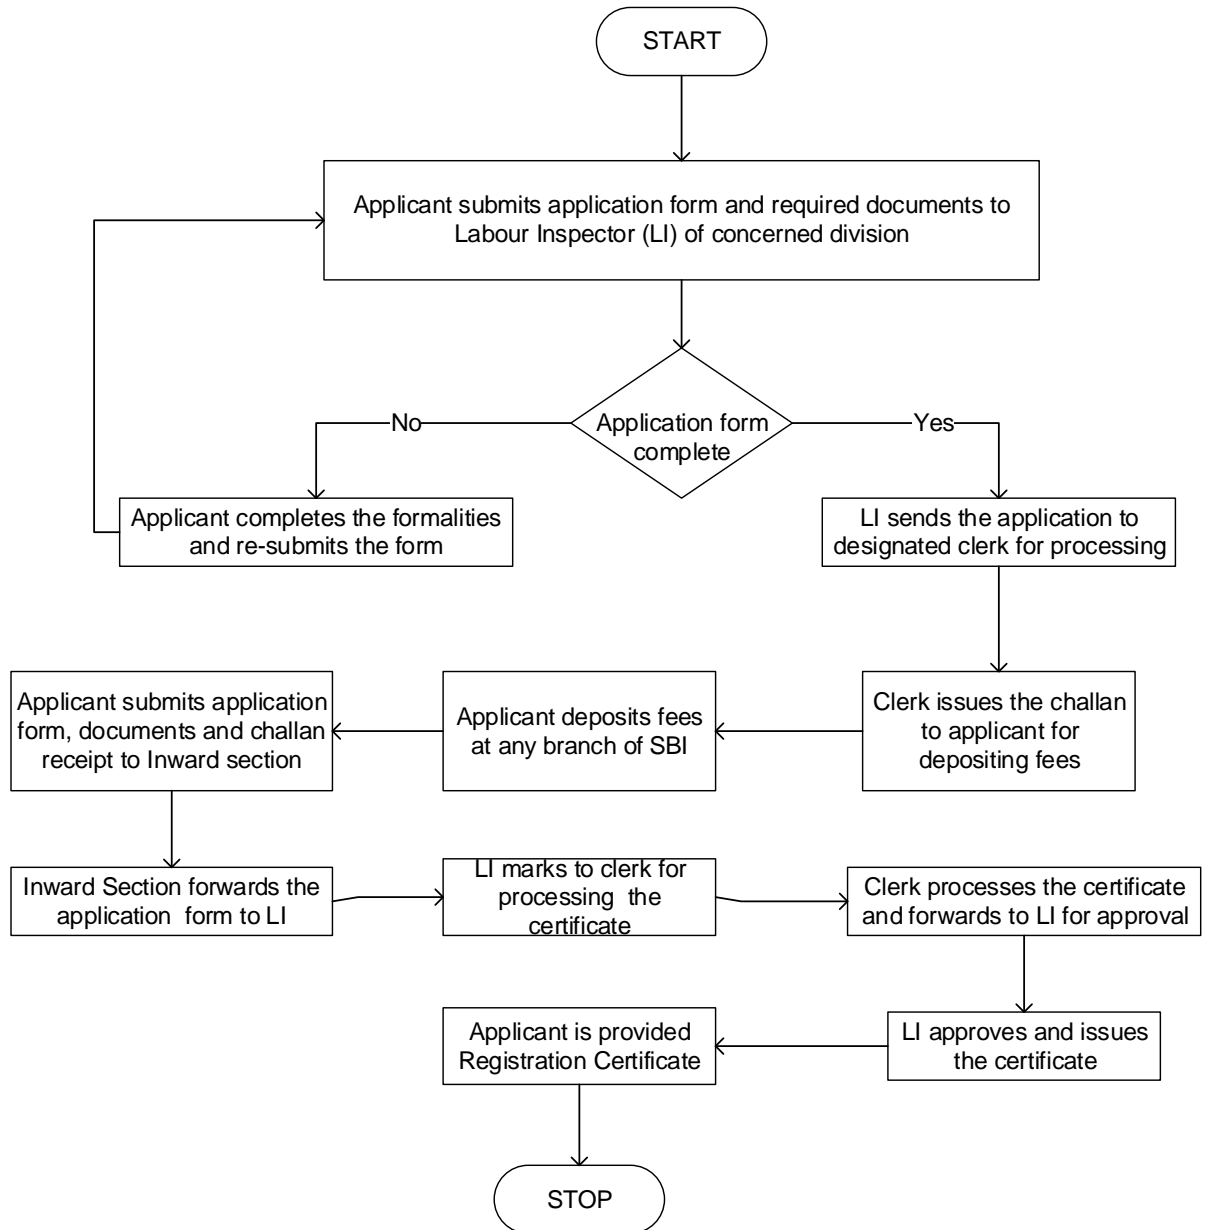 START
Applicant submits application form and required documents to
Labour Inspector (LI) of concerned division
Application form
complete
No
Yes
Applicant completes the formalities
and re-submits the form
LI sends the application to
designated clerk for processing
Applicant submits application
form, documents and challan
receipt to Inward section
Applicant deposits fees
at any branch of SBI
Clerk issues the challan
to applicant for
depositing fees
Inward Section forwards the
application form to LI
LI marks to clerk for
processing the
certificate
Clerk processes the certificate
and forwards to LI for approval
Applicant is provided
Registration Certificate
LI approves and issues
the certificate
STOP